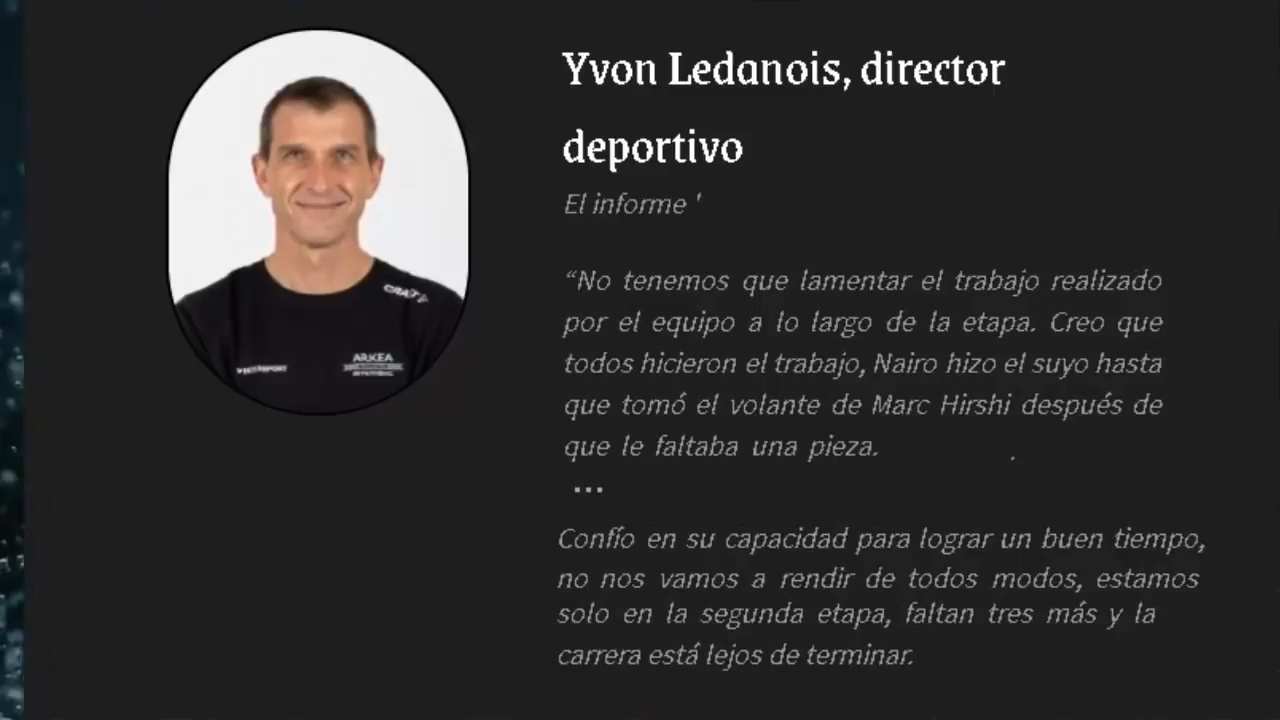 Yvon Ledanois, director
deportivo
El informe '
“No tenemos que lamentar el trabajo realizado
por el equipo a lo largo de la etapa. Creo que
todos hicieron el trabajo, Nairo hizo el suyo hasta
que tomó el volante de Marc Hirshi después de
que le faltaba una pieza.
...
Confío en su capacidad para lograr un buen tiempo,
no nos vamos a rendir de todos modos, estamos
solo en la segunda etapa, faltan tres más y la
carrera está lejos de terminar.
CRAFT
ARKEA